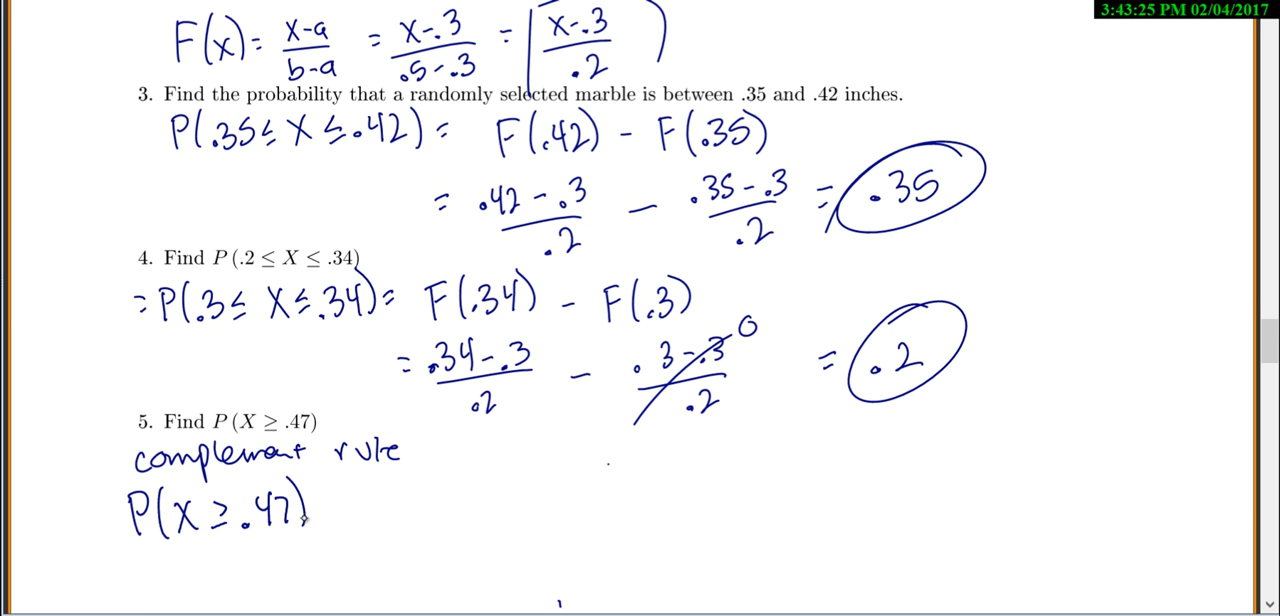 3:43:25 PM 02/04/2017
F(x) = x-a / b-a = x-.3 / .5-.3 = x-.3 / .2
3. Find the probability that a randomly selected marble is between .35 and .42 inches.
P(.35 ≤ X ≤ .42) = F(.42) - F(.35)
= .42 - .3 / .2 - .35 - .3 / .2 = .35
4. Find P(.2 ≤ X ≤ .34)
= P(.3 ≤ X ≤ .34) = F(.34) - F(.3)
= .34 - .3 / .2 - .3 - .3 / .2 0 = .2
5. Find P(X ≥ .47)
complement rule
P(X ≥ .47)
1